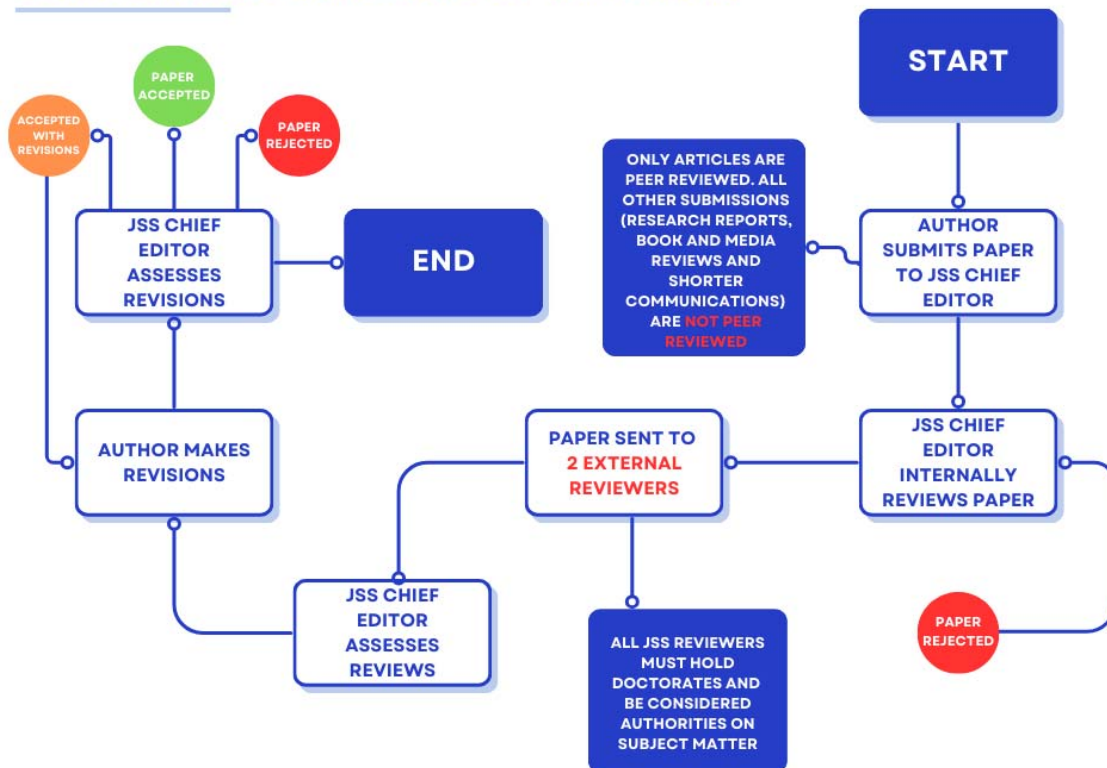 START
ONLY ARTICLES ARE
PEER REVIEWED. ALL
OTHER SUBMISSIONS
(RESEARCH REPORTS,
BOOK AND MEDIA
REVIEWS AND
SHORTER
COMMUNICATIONS)
ARE NOT PEER
REVIEWED
AUTHOR
SUBMITS PAPER
TO JSS CHIEF
EDITOR
JSS CHIEF
EDITOR
INTERNALLY
REVIEWS PAPER
PAPER
REJECTED
PAPER SENT TO
2 EXTERNAL
REVIEWERS
ALL JSS REVIEWERS
MUST HOLD
DOCTORATES AND
BE CONSIDERED
AUTHORITIES ON
SUBJECT MATTER
JSS CHIEF
EDITOR
ASSESSES
REVIEWS
AUTHOR MAKES
REVISIONS
JSS CHIEF
EDITOR
ASSESSES
REVISIONS
ACCEPTED
WITH
REVISIONS
PAPER
ACCEPTED
PAPER
REJECTED
END